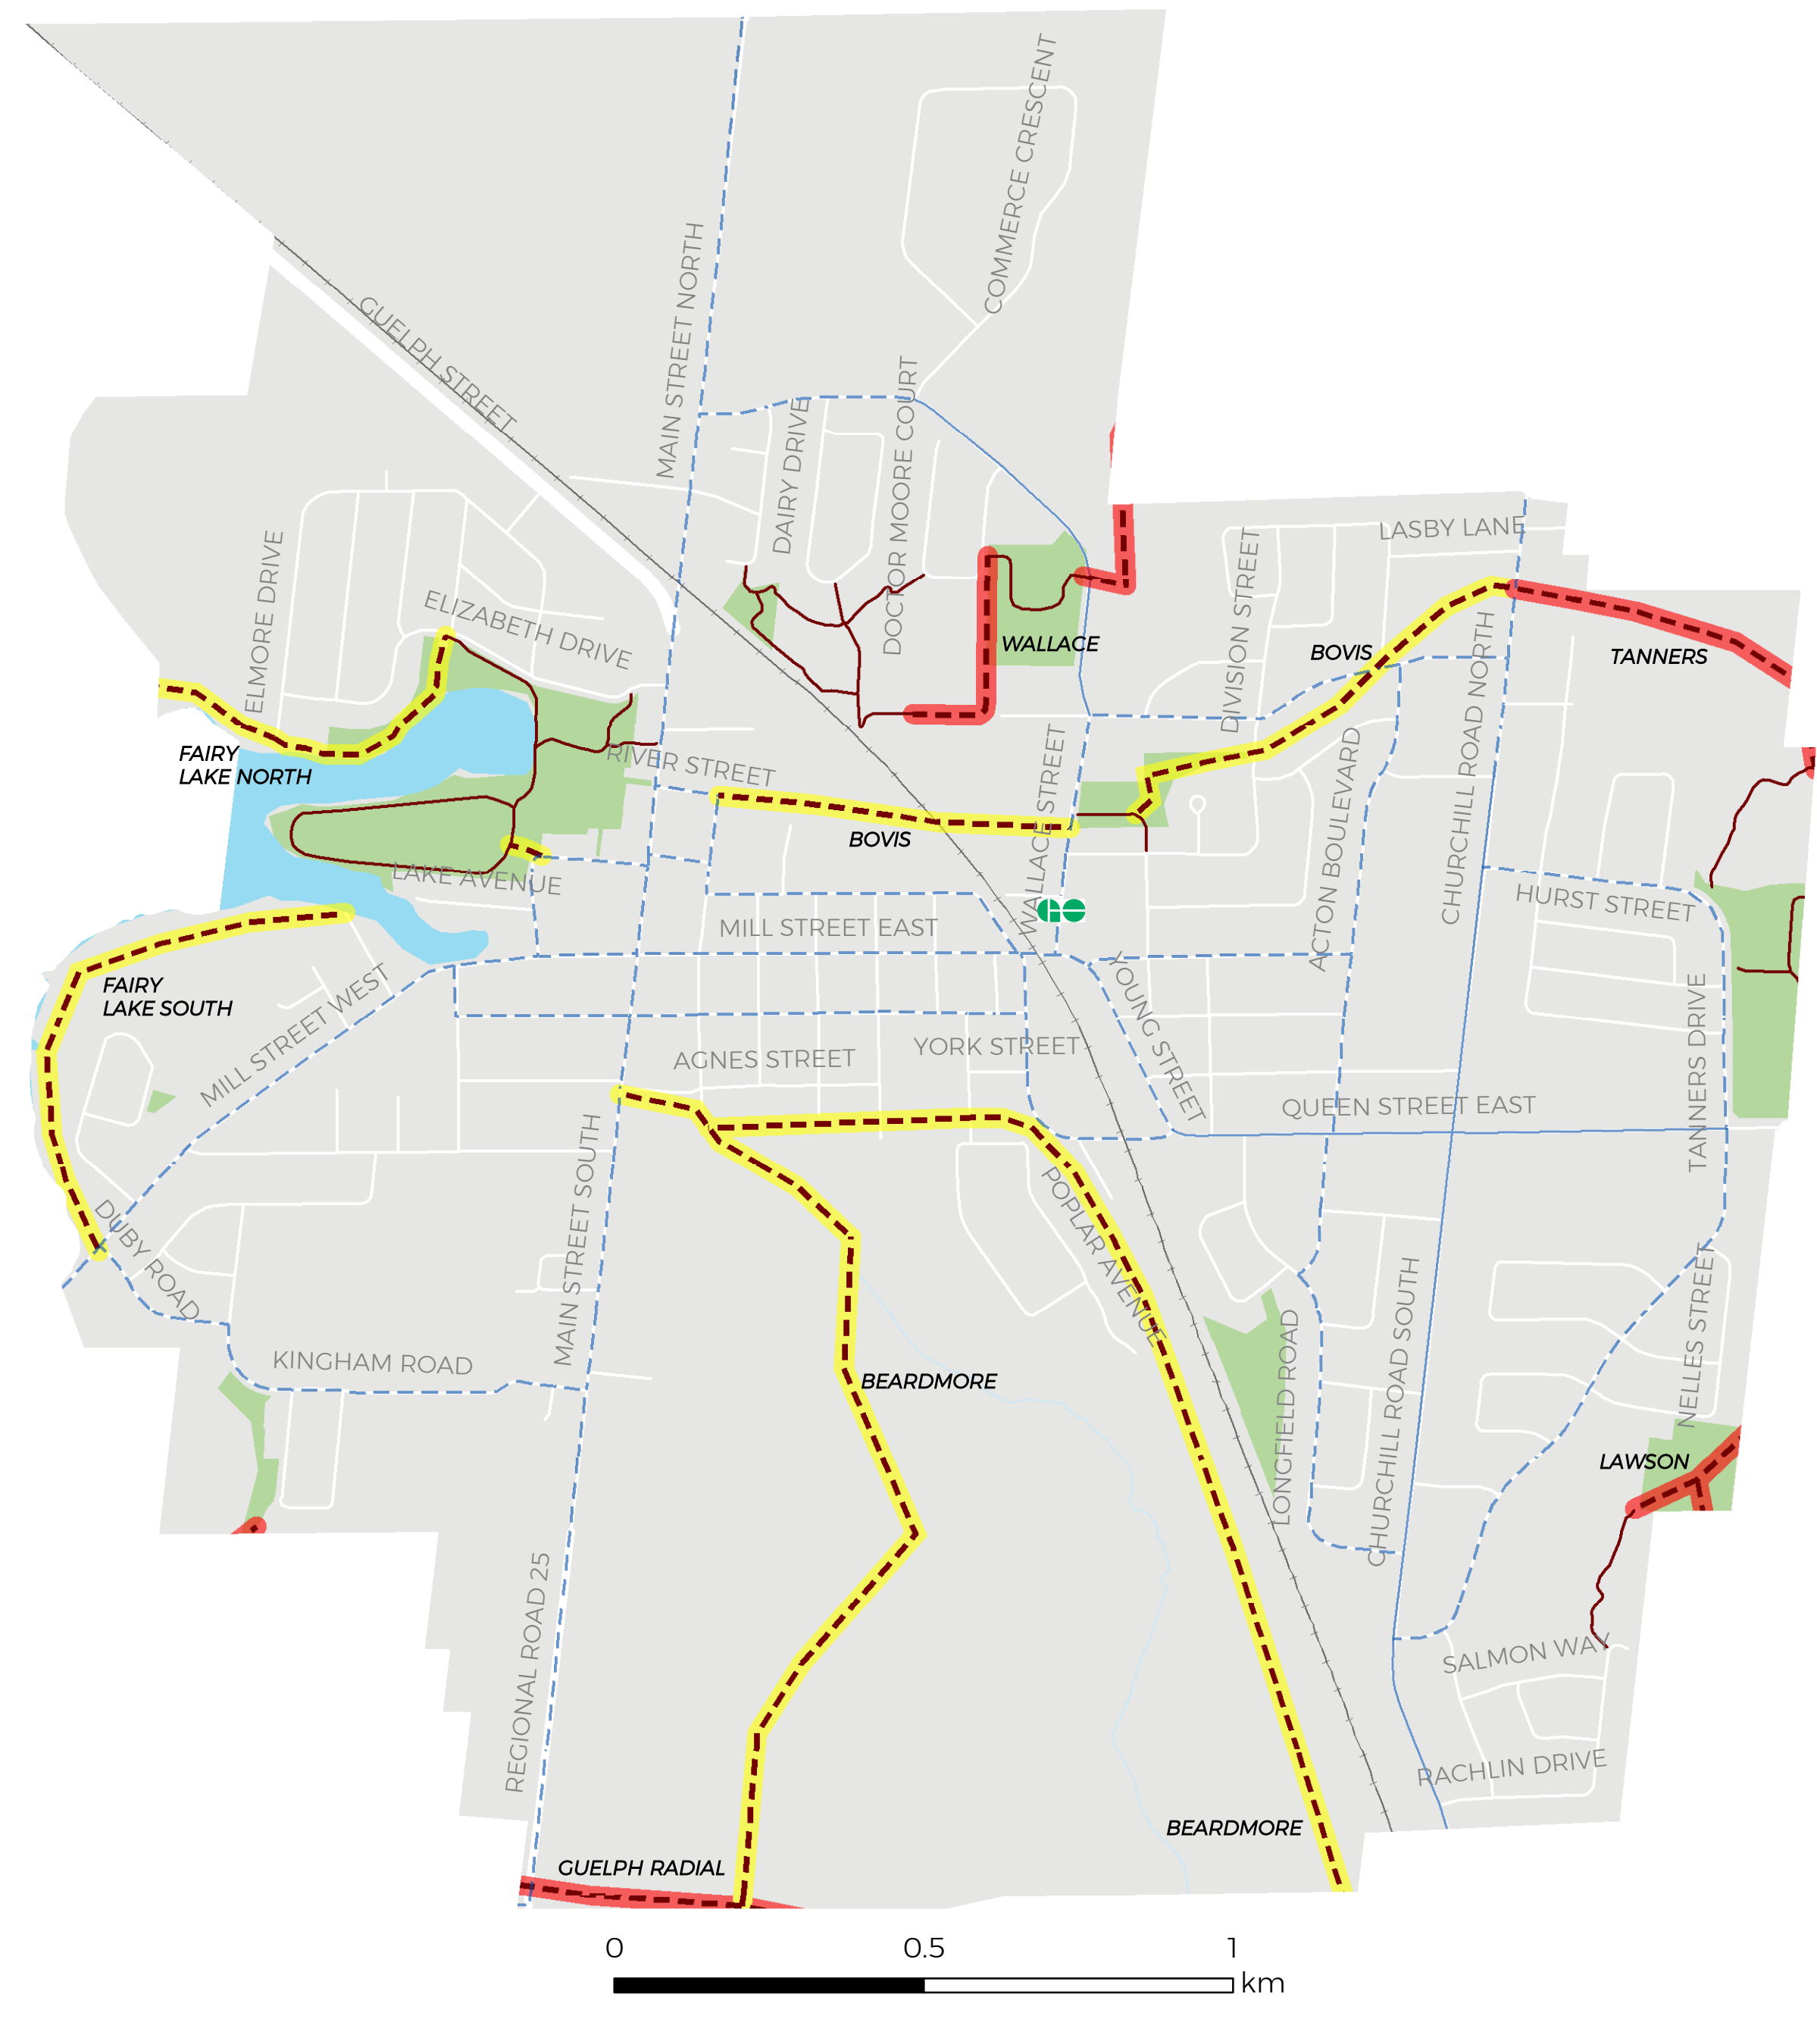 COMMERCE CRESCENT
MAIN STREET NORTH
GUELPH STREET
DOCTOR MOORE COURT
DAIRY DRIVE
LASBY LANE
ELMORE DRIVE
ELIZABETH DRIVE
DIVISION STREET
WALLACE
BOVIS
TANNERS
CHURCHILL ROAD NORTH
FAIRY
LAKE NORTH
RIVER STREET
WALLACE STREET
ACTON BOULEVARD
BOVIS
LAKE AVENUE
HURST STREET
MILL STREET EAST
GO
FAIRY
LAKE SOUTH
MILL STREET WEST
YOUNG STREET
AGNES STREET
YORK STREET
TANNERS DRIVE
QUEEN STREET EAST
MAIN STREET SOUTH
POPLAR AVENUE
DUBY ROAD
KINGHAM ROAD
BEARDMORE
LONGFIELD ROAD
CHURCHILL ROAD SOUTH
NELLES STREET
LAWSON
REGIONAL ROAD 25
SALMON WAY
RACHLIN DRIVE
BEARDMORE
GUELPH RADIAL
0 0.5 1
km